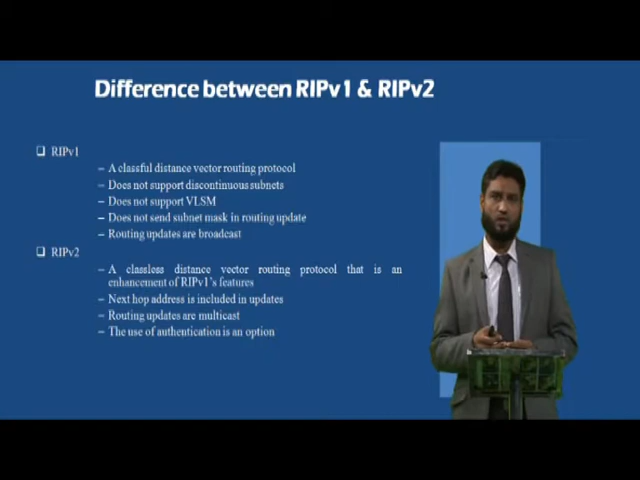 Difference between RIPv1 & RIPv2
❑ RIPv1
– A classful distance vector routing protocol
– Does not support discontinuous subnets
– Does not support VLSM
– Does not send subnet mask in routing update
– Routing updates are broadcast
❑ RIPv2
– A classless distance vector routing protocol that is an
enhancement of RIPv1's features
– Next hop address is included in updates
– Routing updates are multicast
– The use of authentication is an option